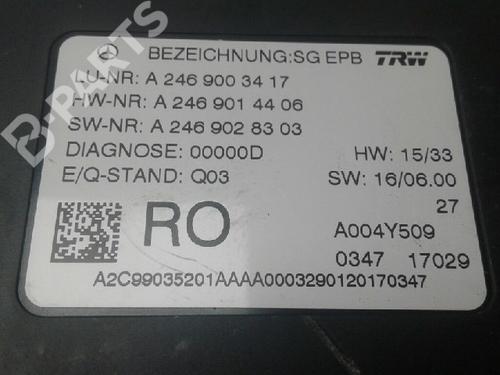 BEZEICHNUNG:SG EPB TRW
LU-NR: A 246 900 34 17
HW-NR: A 246 901 44 06
SW-NR: A 246 902 83 03
DIAGNOSE: 00000D HW: 15/33
E/Q-STAND: Q03 SW: 16/06.00
27
RO A004Y509
0347 17029
A2C99035201AAAA0003290120170347
B-PARTS